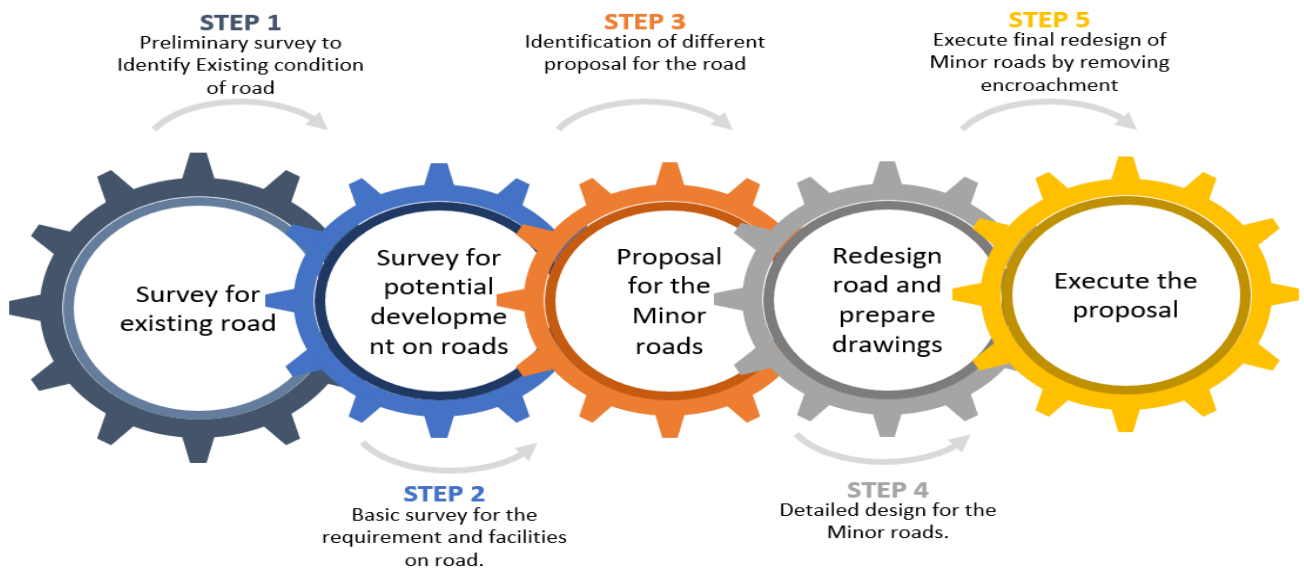 STEP 1
Preliminary survey to
Identify Existing condition
of road
STEP 3
Identification of different
proposal for the road
STEP 5
Execute final redesign of
Minor roads by removing
encroachment
Survey for
existing road
Survey for
potential
developme
nt on roads
Proposal
for the
Minor
roads
Redesign
road and
prepare
drawings
Execute the
proposal
STEP 2
Basic survey for the
requirement and facilities
on road.
STEP 4
Detailed design for the
Minor roads.